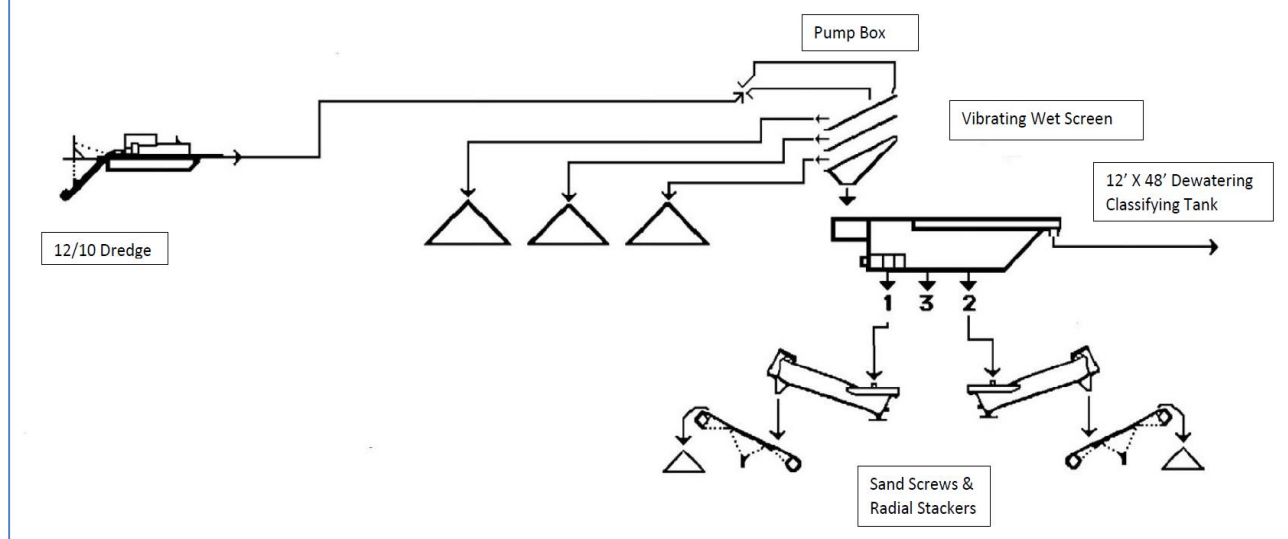 Pump Box
Vibrating Wet Screen
12’ X 48’ Dewatering
Classifying Tank
12/10 Dredge
1 3 2
Sand Screws &
Radial Stackers